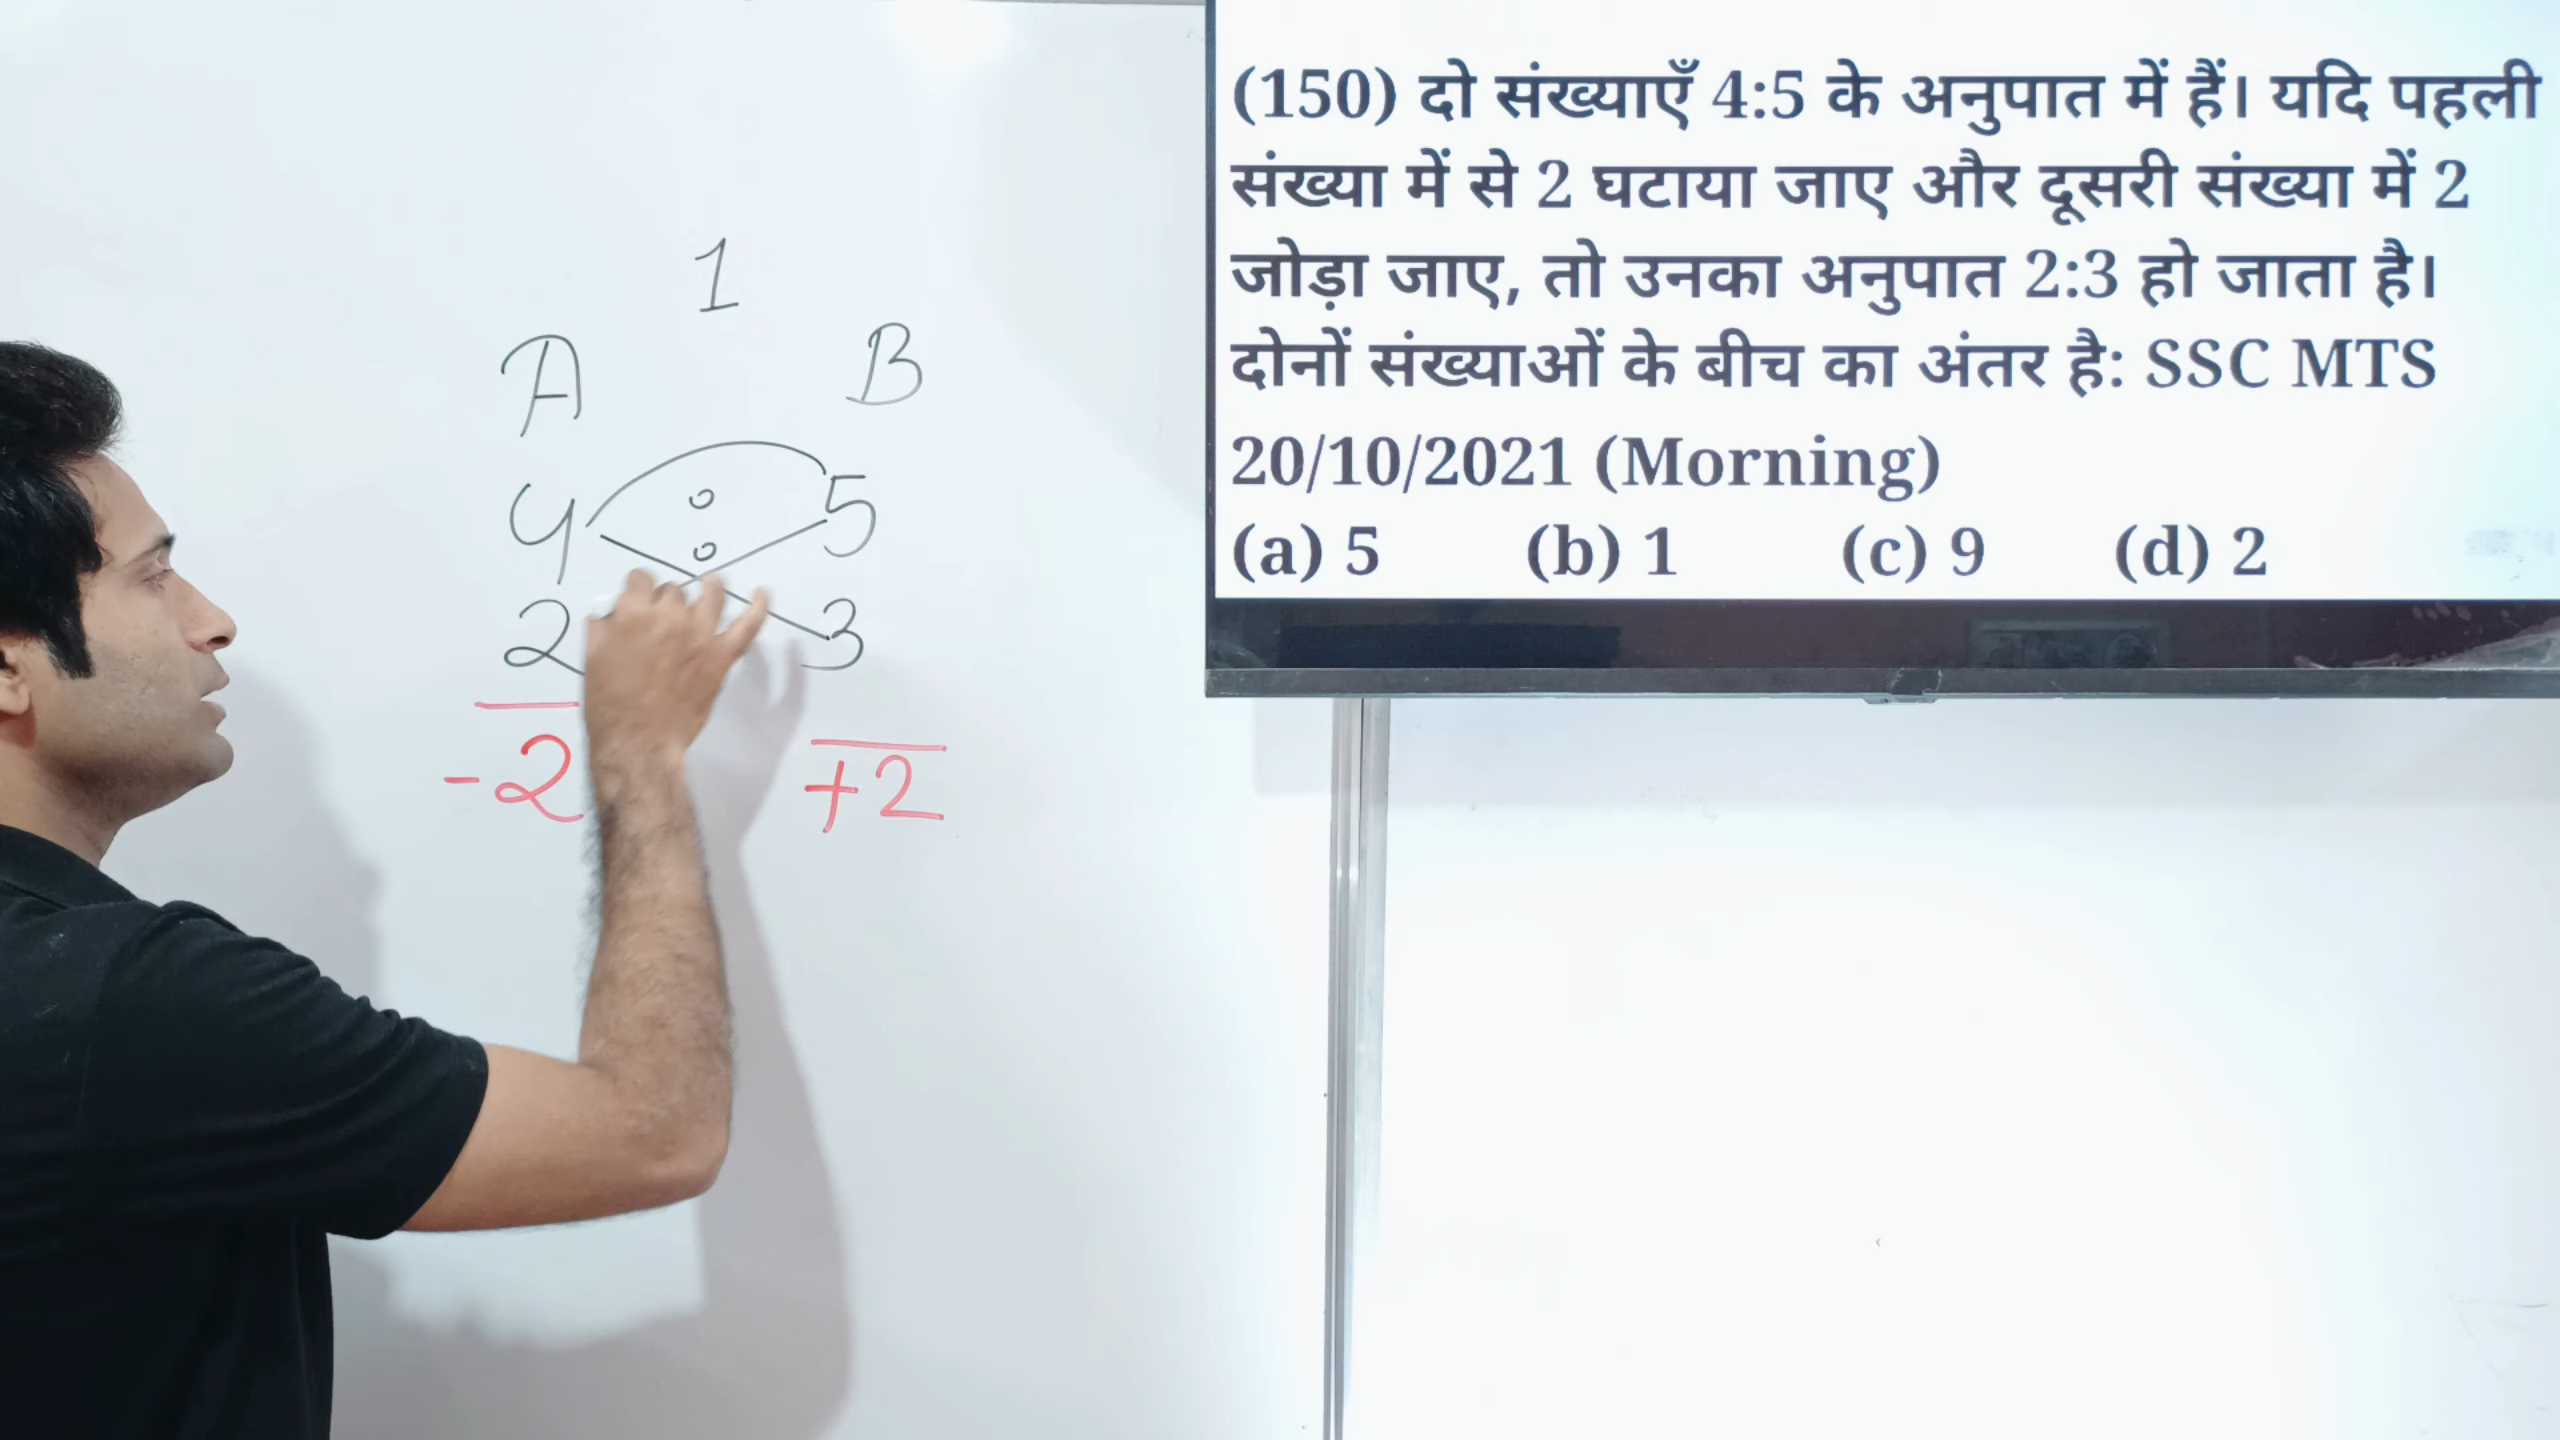 1
A B
4 : 5
: 
2 3
-2 +2
(150) दो संख्याएँ 4:5 के अनुपात में हैं। यदि पहली
संख्या में से 2 घटाया जाए और दूसरी संख्या में 2
जोड़ा जाए, तो उनका अनुपात 2:3 हो जाता है।
दोनों संख्याओं के बीच का अंतर है: SSC MTS
20/10/2021 (Morning)
(a) 5 (b) 1 (c) 9 (d) 2